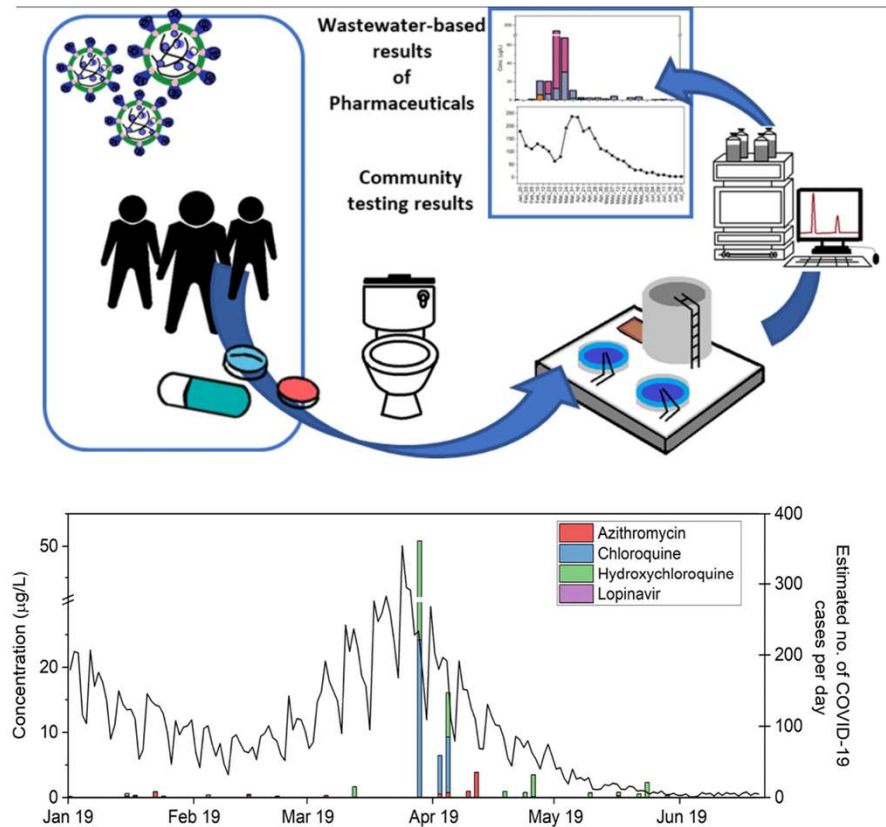 Wastewater-based
results
of
Pharmaceuticals
Community
testing results
Azithromycin
Chloroquine
Hydroxychloroquine
Lopinavir
Concentration (µg/L)
50
20
10
0
400
300
200
100
0
Estimated no. of COVID-19
cases per day
Jan 19
Feb 19
Mar 19
Apr 19
May 19
Jun 19